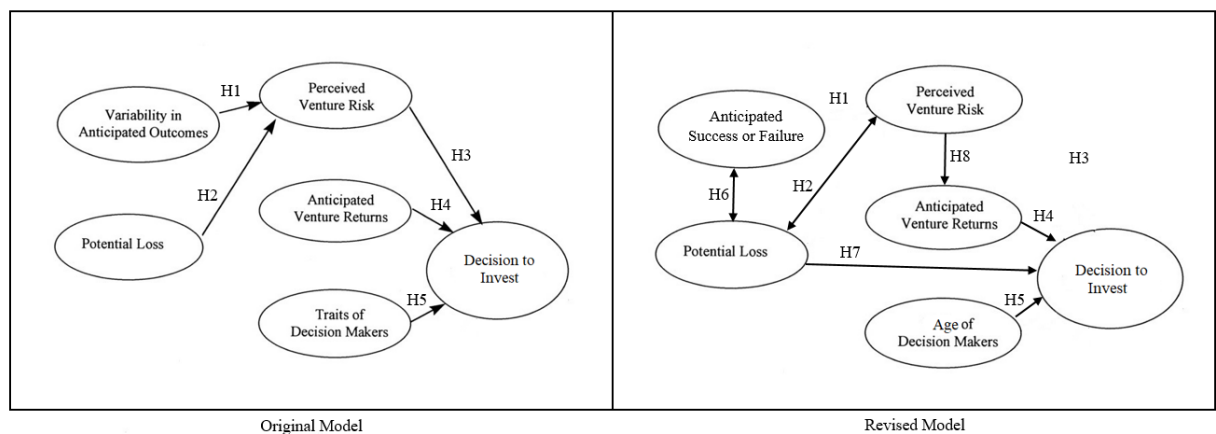 H1
Perceived
Venture Risk
Variability in
Anticipated Outcomes
H2
H3
Anticipated
Venture Returns
H4
Potential Loss
Decision to
Invest
Traits of
Decision Makers
H5
Original Model
Anticipated
Success or Failure
H1
Perceived
Venture Risk
H6
H2
H8
H3
Anticipated
Venture Returns
H4
Potential Loss
H7
Decision to
Invest
Age of
Decision Makers
H5
Revised Model